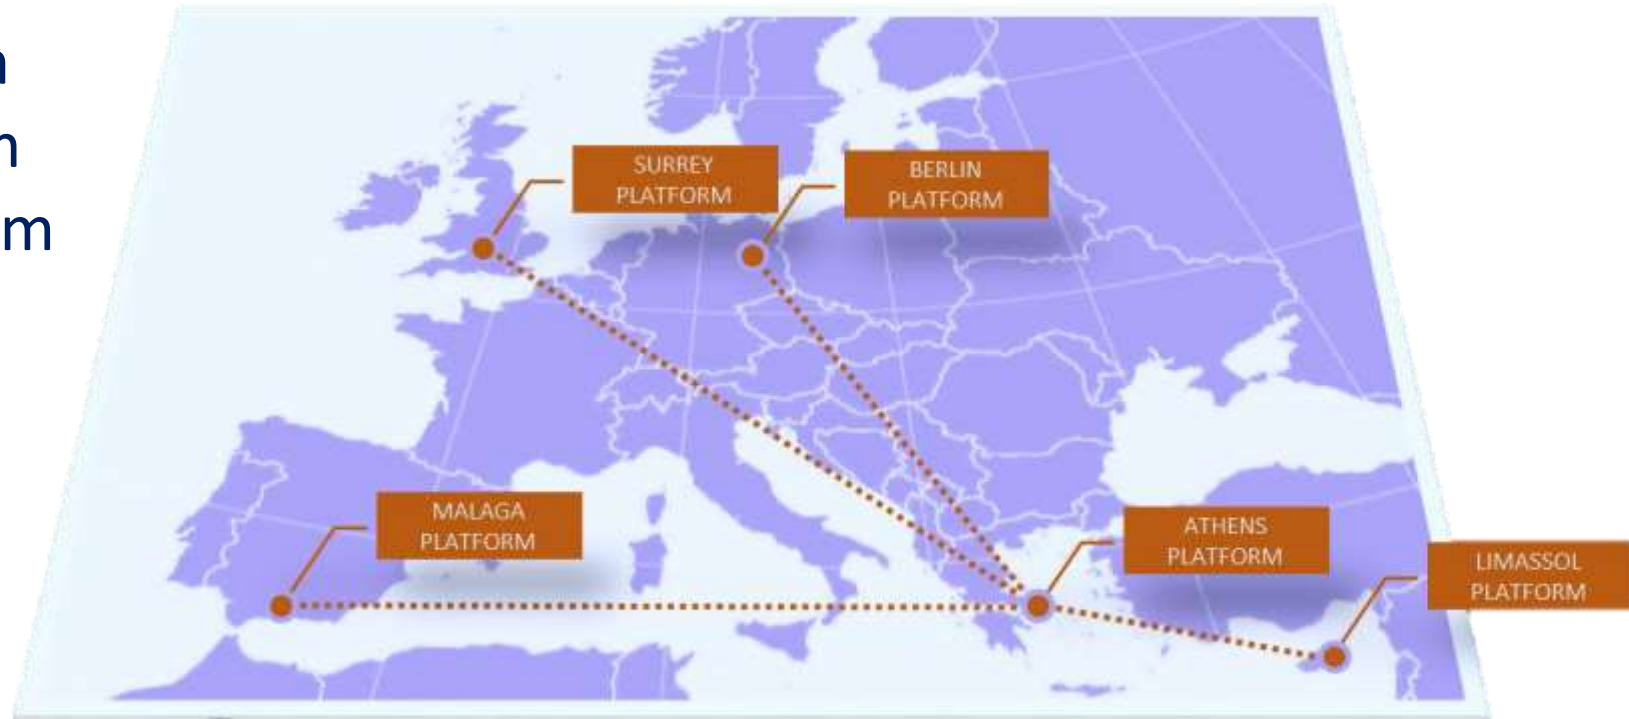 m
SURREY
PLATFORM
BERLIN
PLATFORM
MALAGA
PLATFORM
ATHENS
PLATFORM
LIMASSOL
PLATFORM